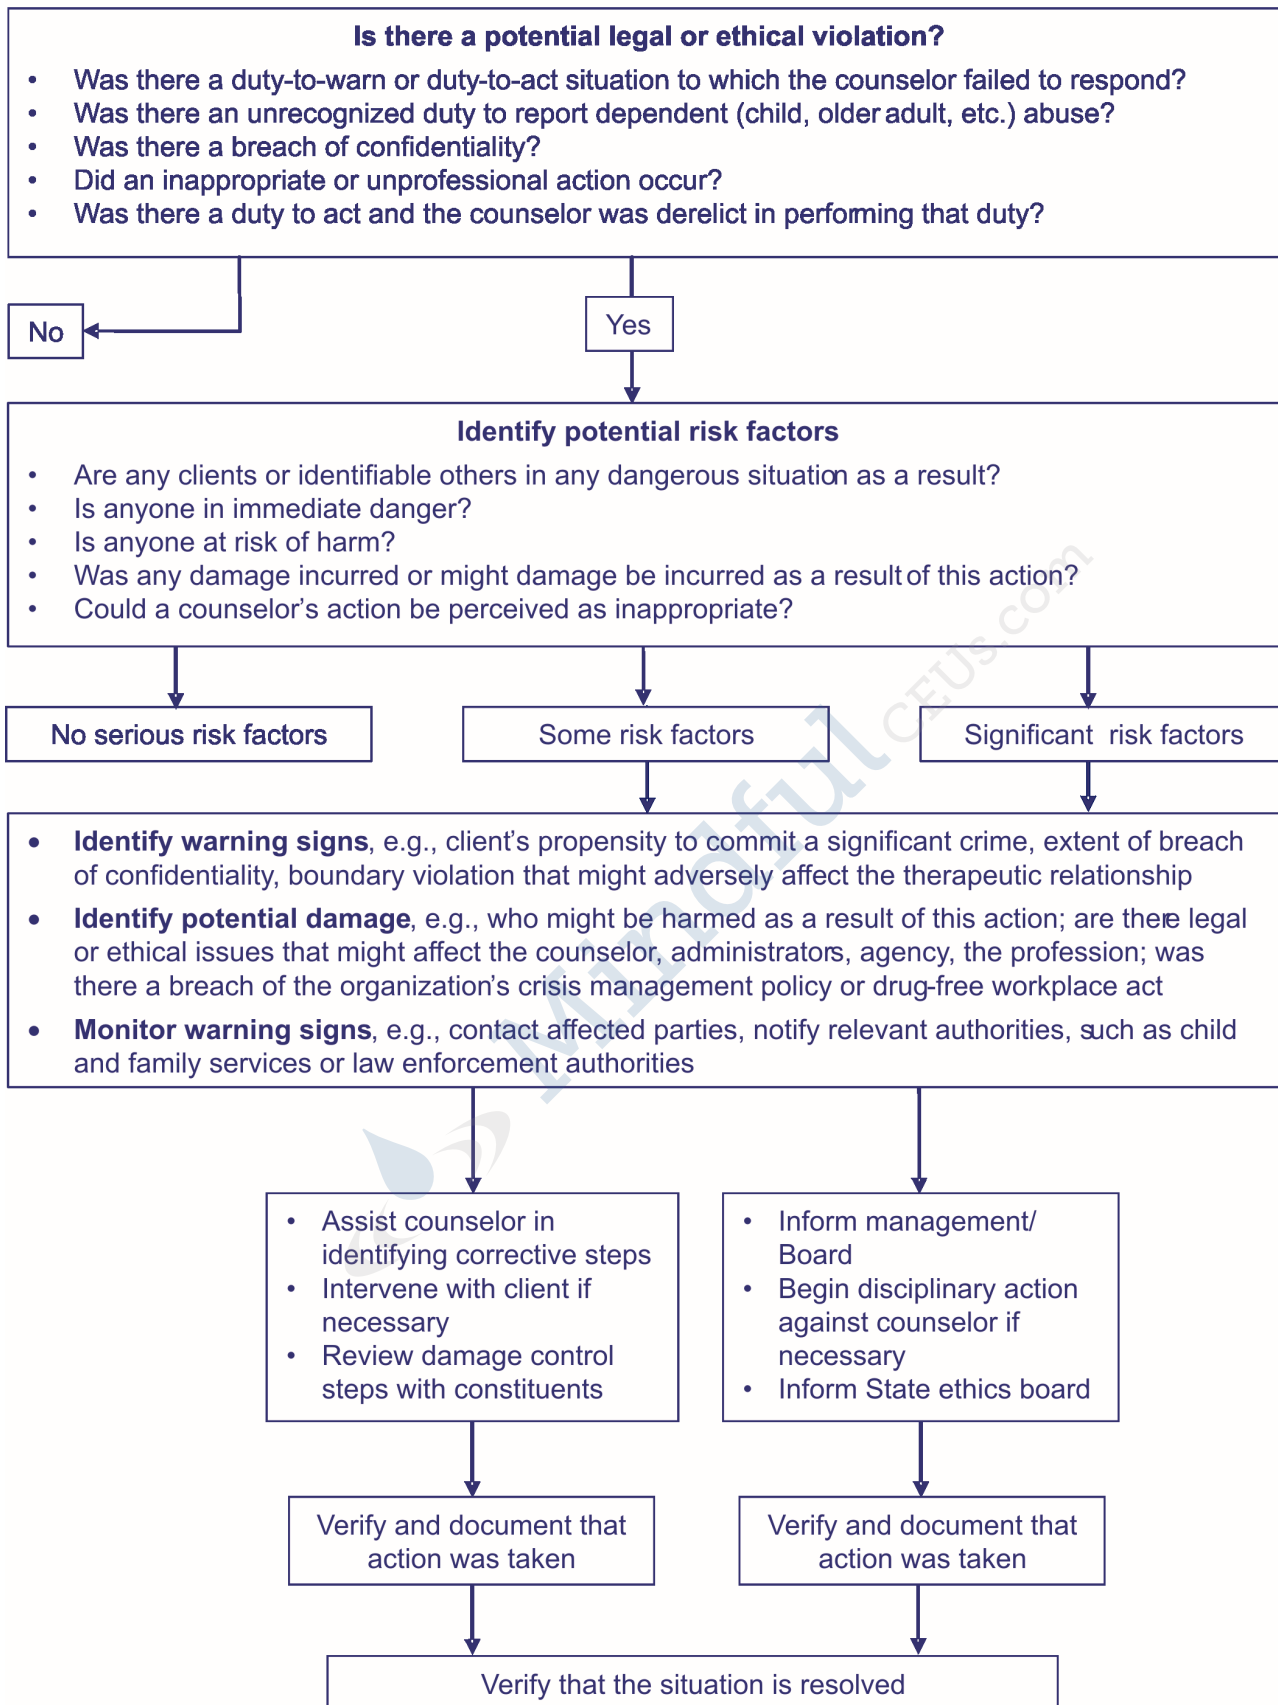 Is there a potential legal or ethical violation?
• Was there a duty-to-warn or duty-to-act situation to which the counselor failed to respond?
• Was there an unrecognized duty to report dependent (child, older adult, etc.) abuse?
• Was there a breach of confidentiality?
• Did an inappropriate or unprofessional action occur?
• Was there a duty to act and the counselor was derelict in performing that duty?
No
Yes
Identify potential risk factors
• Are any clients or identifiable others in any dangerous situation as a result?
• Is anyone in immediate danger?
• Is anyone at risk of harm?
• Was any damage incurred or might damage be incurred as a result of this action?
• Could a counselor's action be perceived as inappropriate?
No serious risk factors
Some risk factors
Significant risk factors
• Identify warning signs, e.g., client's propensity to commit a significant crime, extent of breach
of confidentiality, boundary violation that might adversely affect the therapeutic relationship
• Identify potential damage, e.g., who might be harmed as a result of this action; are there legal
or ethical issues that might affect the counselor, administrators, agency, the profession; was
there a breach of the organization's crisis management policy or drug-free workplace act
• Monitor warning signs, e.g., contact affected parties, notify relevant authorities, such as child
and family services or law enforcement authorities
• Assist counselor in
identifying corrective steps
• Intervene with client if
necessary
• Review damage control
steps with constituents
• Inform management/
Board
• Begin disciplinary action
against counselor if
necessary
• Inform State ethics board
Verify and document that
action was taken
Verify and document that
action was taken
Verify that the situation is resolved
Mindful CEUs.com